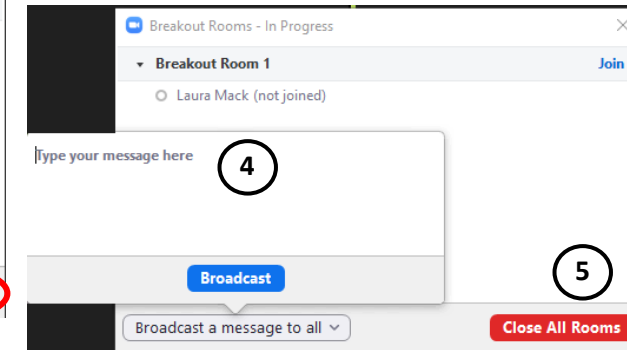 Breakout Rooms - In Progress
Breakout Room 1
Join
Laura Mack (not joined)
Type your message here
4
Broadcast
5
Broadcast a message to all
Close All Rooms